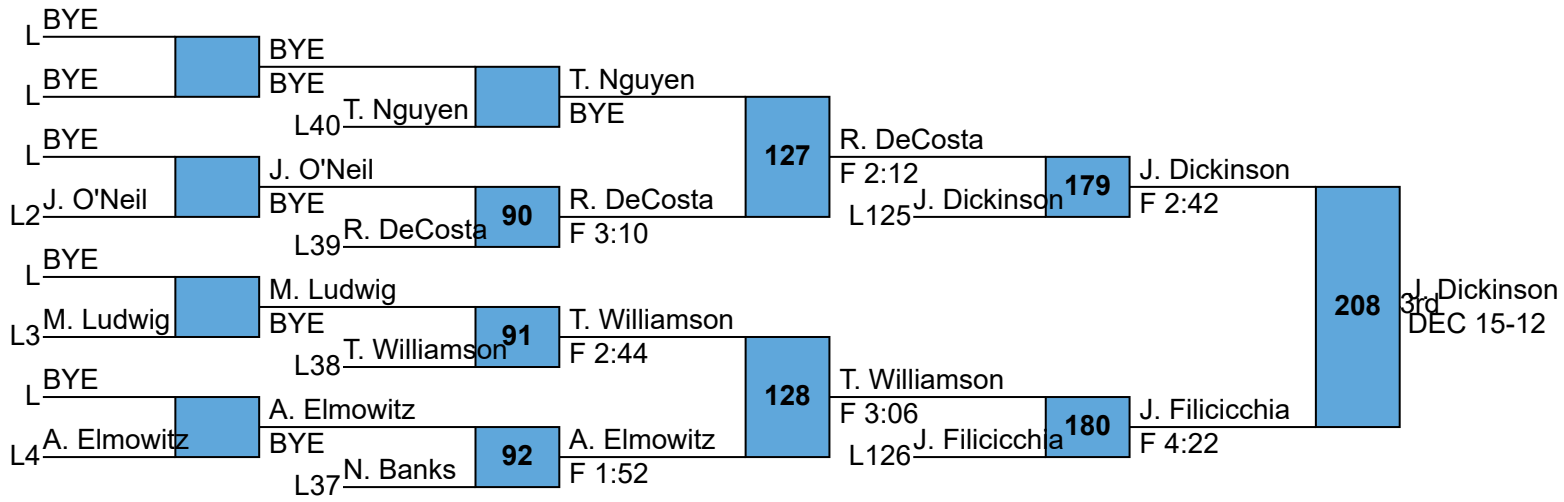 L BYE
L BYE
BYE
BYE
L40 T. Nguyen
T. Nguyen
BYE
L BYE
L2 J. O'Neil
J. O'Neil
BYE
L39 R. DeCosta
90
R. DeCosta
F 3:10
127
R. DeCosta
F 2:12
L125 J. Dickinson
179
J. Dickinson
F 2:42
L BYE
L3 M. Ludwig
M. Ludwig
BYE
L38 T. Williamson
91
T. Williamson
F 2:44
L BYE
L4 A. Elmowitz
A. Elmowitz
BYE
L37 N. Banks
92
A. Elmowitz
F 1:52
128
T. Williamson
F 3:06
L126 J. Filicicchia
180
J. Filicicchia
F 4:22
208
3rd
J. Dickinson
DEC 15-12